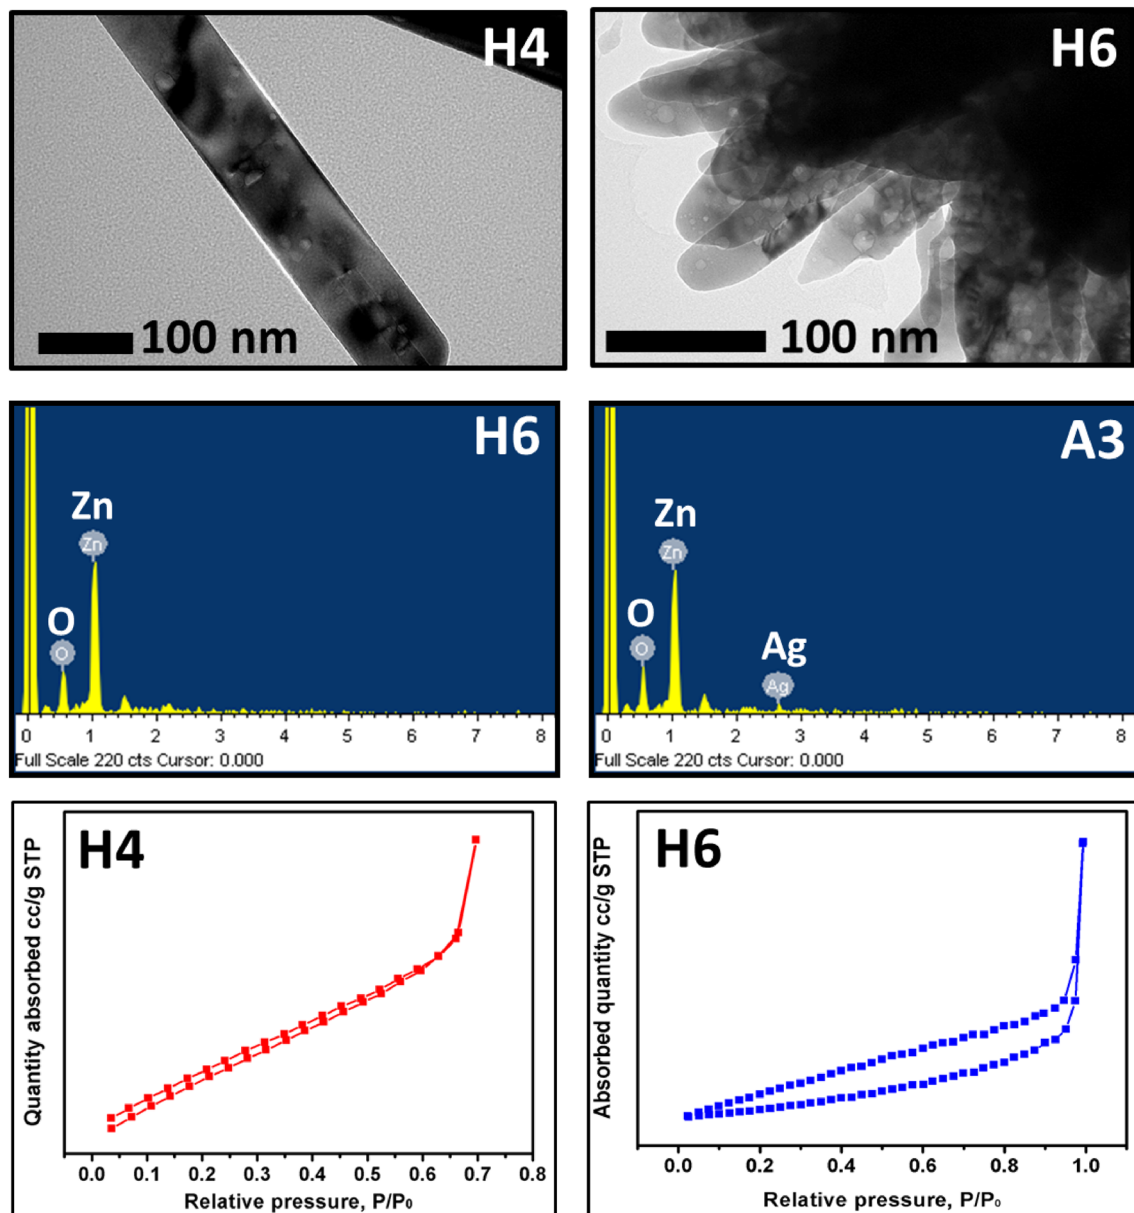 H4
100 nm
H6
100 nm
H6
Zn
Zn
O
O
0 1 2 3 4 5 6 7 8
Full Scale 220 cts Cursor: 0.000
A3
Zn
Zn
O
O
Ag
Ag
0 1 2 3 4 5 6 7 8
Full Scale 220 cts Cursor: 0.000
H4
Quantity absorbed cc/g STP
0.0 0.1 0.2 0.3 0.4 0.5 0.6 0.7 0.8
Relative pressure, P/P₀
H6
Absorbed quantity cc/g STP
0.0 0.2 0.4 0.6 0.8 1.0
Relative pressure, P/P₀